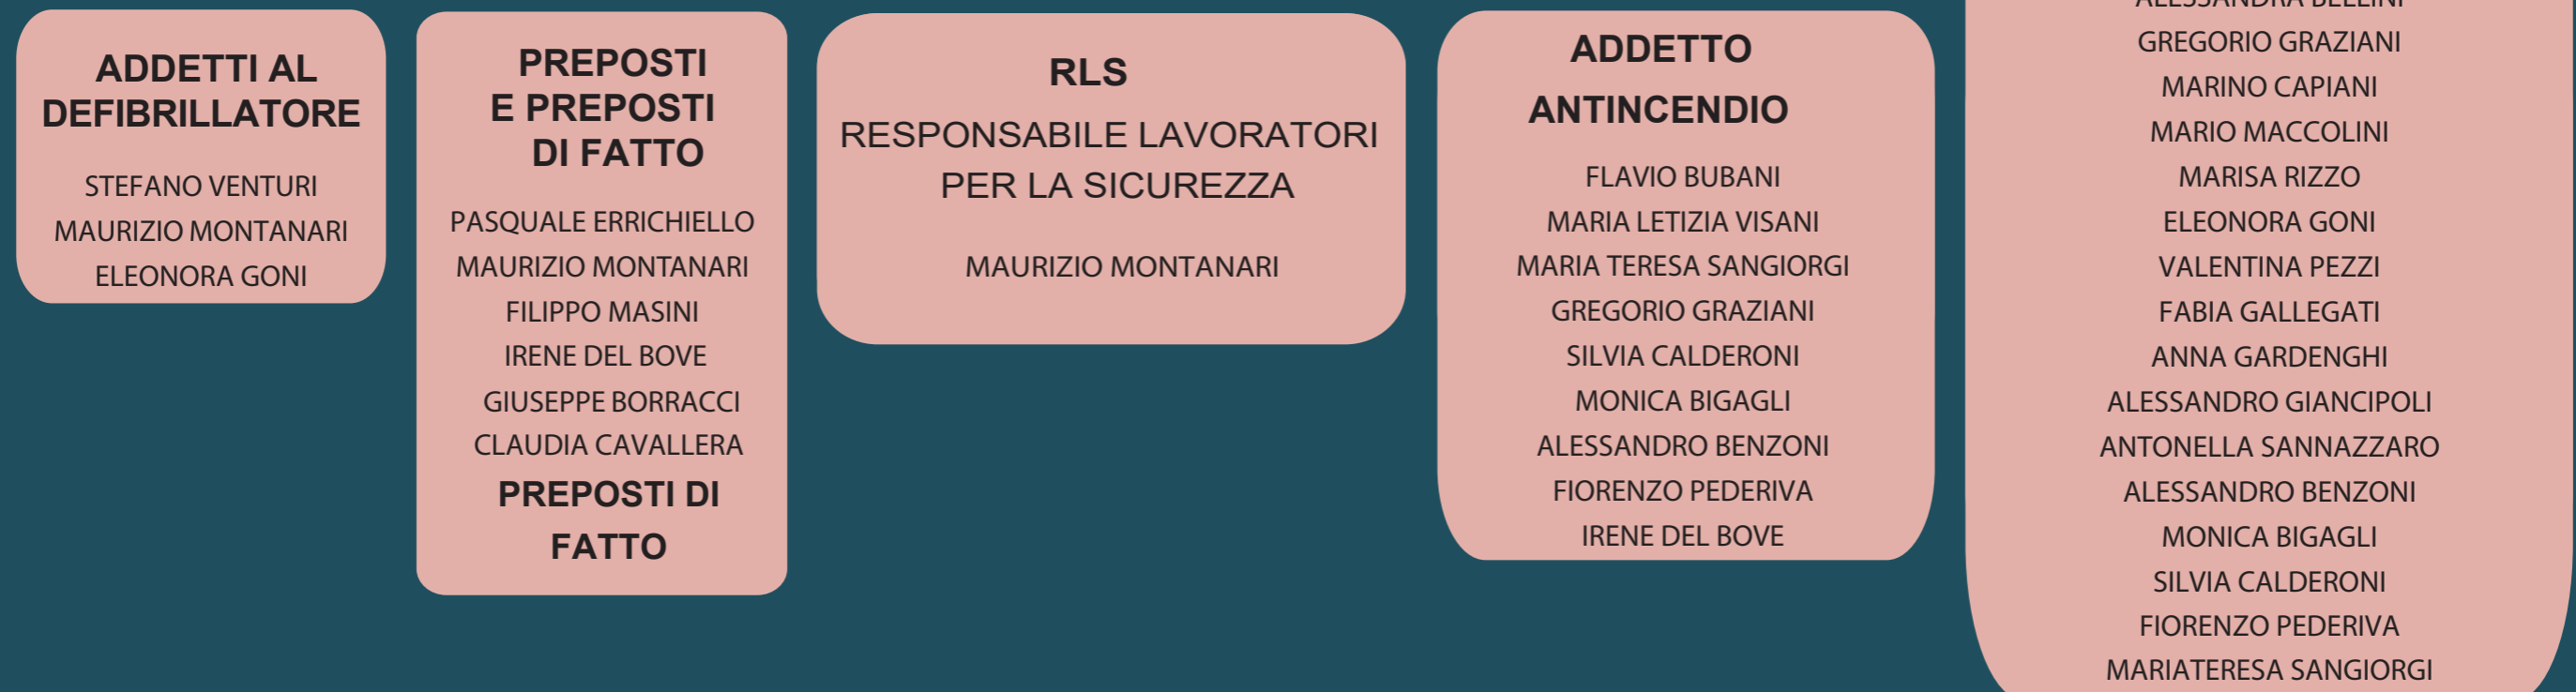 ADDETTI AL
DEFIBRILLATORE
STEFANO VENTURI
MAURIZIO MONTANARI
ELEONORA GONI
PREPOSTI
E PREPOSTI
DI FATTO
PASQUALE ERRICHIELLO
MAURIZIO MONTANARI
FILIPPO MASINI
IRENE DEL BOVE
GIUSEPPE BORRACCI
CLAUDIA CAVALLERA
PREPOSTI DI
FATTO
RLS
RESPONSABILE LAVORATORI
PER LA SICUREZZA
MAURIZIO MONTANARI
ADDETTO
ANTINCENDIO
FLAVIO BUBANI
MARIA LETIZIA VISANI
MARIA TERESA SANGIORGI
GREGORIO GRAZIANI
SILVIA CALDERONI
MONICA BIGAGLI
ALESSANDRO BENZONI
FIORENZO PEDERIVA
IRENE DEL BOVE
ALESSANDRA BELLINI
GREGORIO GRAZIANI
MARINO CAPIANI
MARIO MACCOLINI
MARISA RIZZO
ELEONORA GONI
VALENTINA PEZZI
FABIA GALLEGATI
ANNA GARDENGHI
ALESSANDRO GIANCIPOLI
ANTONELLA SANNAZZARO
ALESSANDRO BENZONI
MONICA BIGAGLI
SILVIA CALDERONI
FIORENZO PEDERIVA
MARIATERESA SANGIORGI